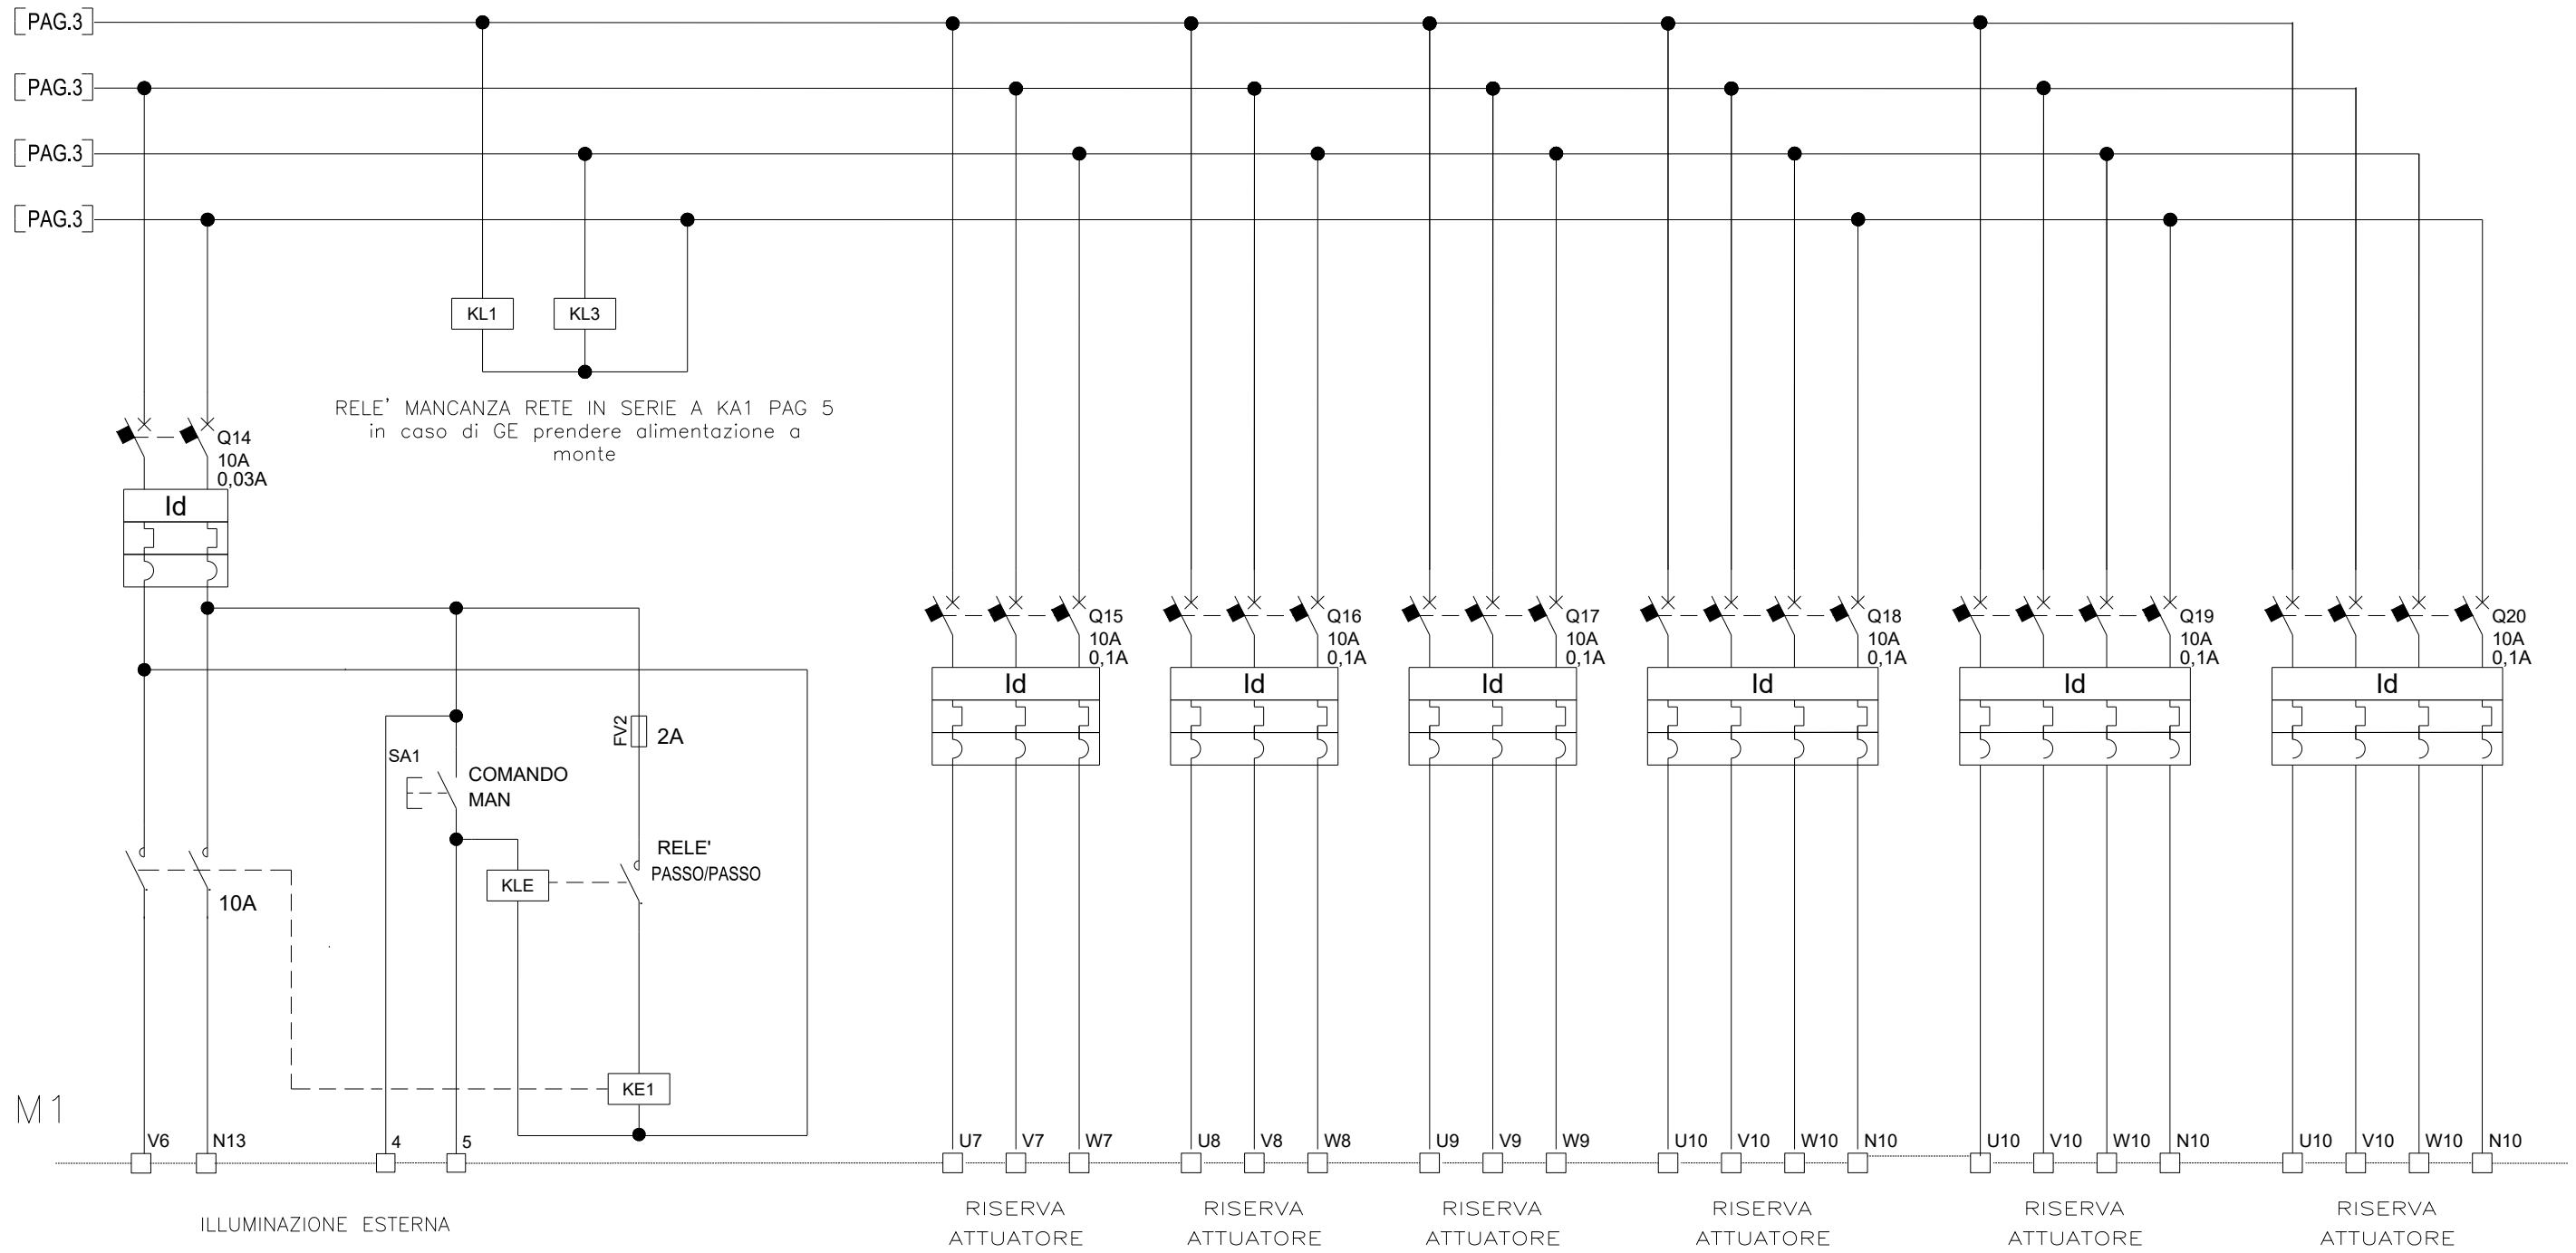 PAG.3
PAG.3
PAG.3
PAG.3
KL1
KL3
RELE' MANCANZA RETE IN SERIE A KA1 PAG 5
in caso di GE prendere alimentazione a
monte
Q14
10A
0,03A
Id
FV2
2A
SA1
COMANDO
MAN
RELE'
PASSO/PASSO
KLE
10A
KE1
Q15
10A
0,1A
Id
Q16
10A
0,1A
Id
Q17
10A
0,1A
Id
Q18
10A
0,1A
Id
Q19
10A
0,1A
Id
Q20
10A
0,1A
Id
M1
V6 N13 4 5 U7 V7 W7 U8 V8 W8 U9 V9 W9 U10 V10 W10 N10 U10 V10 W10 N10 U10 V10 W10 N10
ILLUMINAZIONE ESTERNA
RISERVA
ATTUATORE
RISERVA
ATTUATORE
RISERVA
ATTUATORE
RISERVA
ATTUATORE
RISERVA
ATTUATORE
RISERVA
ATTUATORE